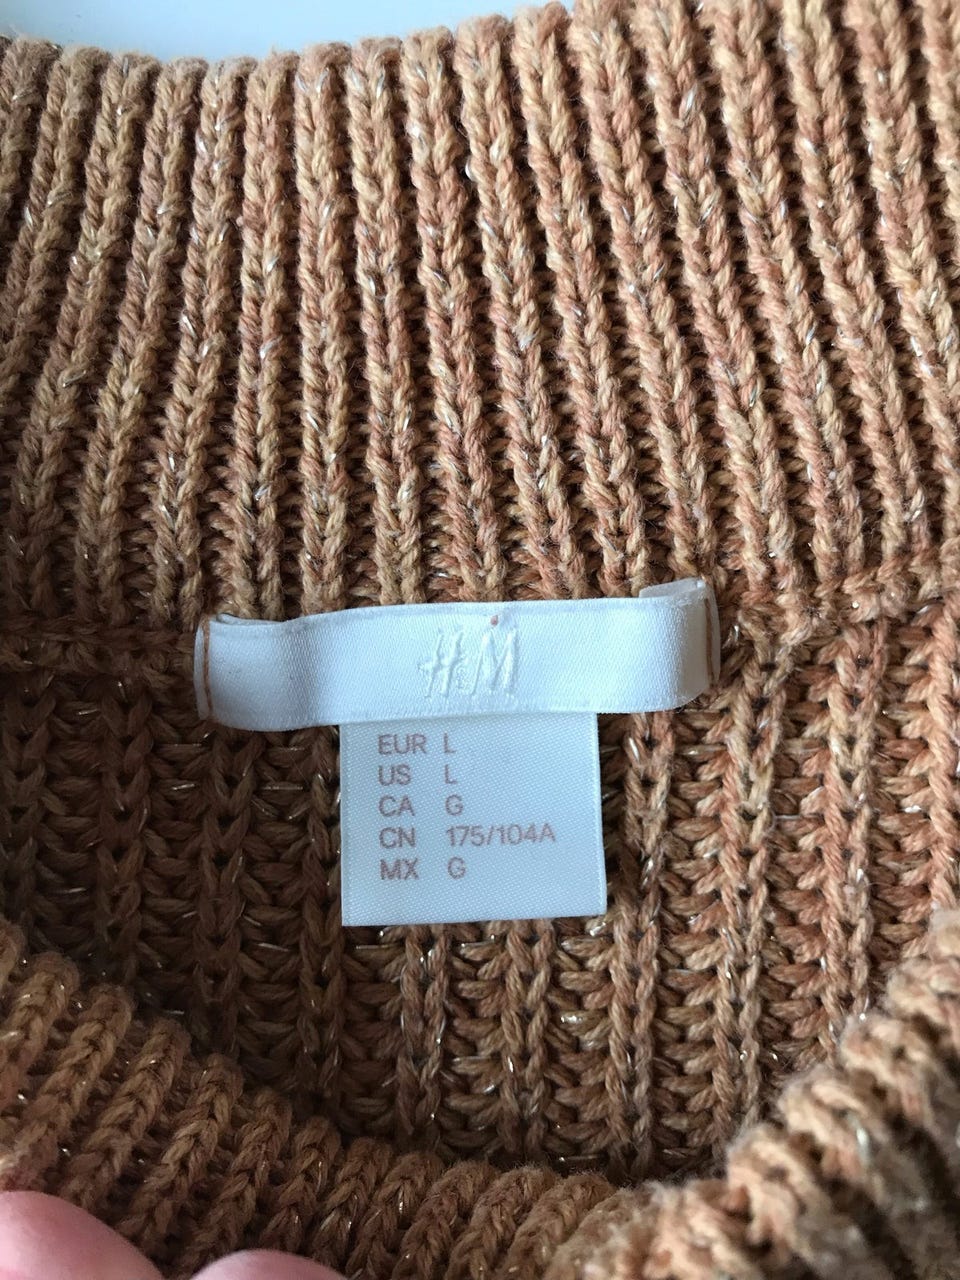 H&M
EUR L
US L
CA G
CN 175/104A
MX G